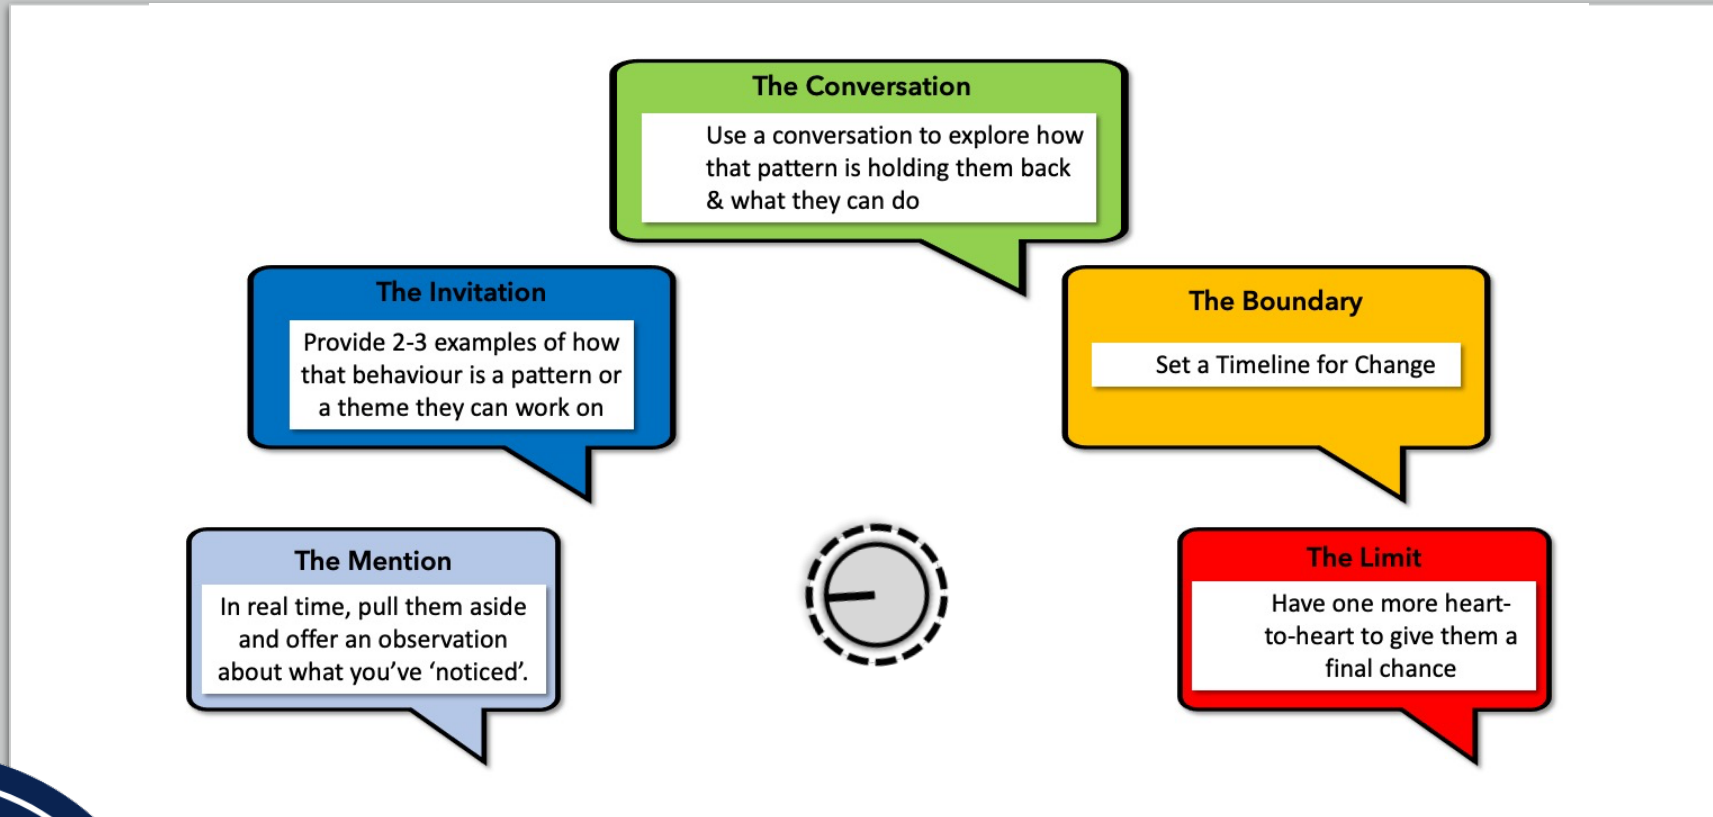 The Conversation
Use a conversation to explore how
that pattern is holding them back
& what they can do
The Invitation
Provide 2-3 examples of how
that behaviour is a pattern or
a theme they can work on
The Boundary
Set a Timeline for Change
The Mention
In real time, pull them aside
and offer an observation
about what you’ve ‘noticed’.
The Limit
Have one more heart-
to-heart to give them a
final chance